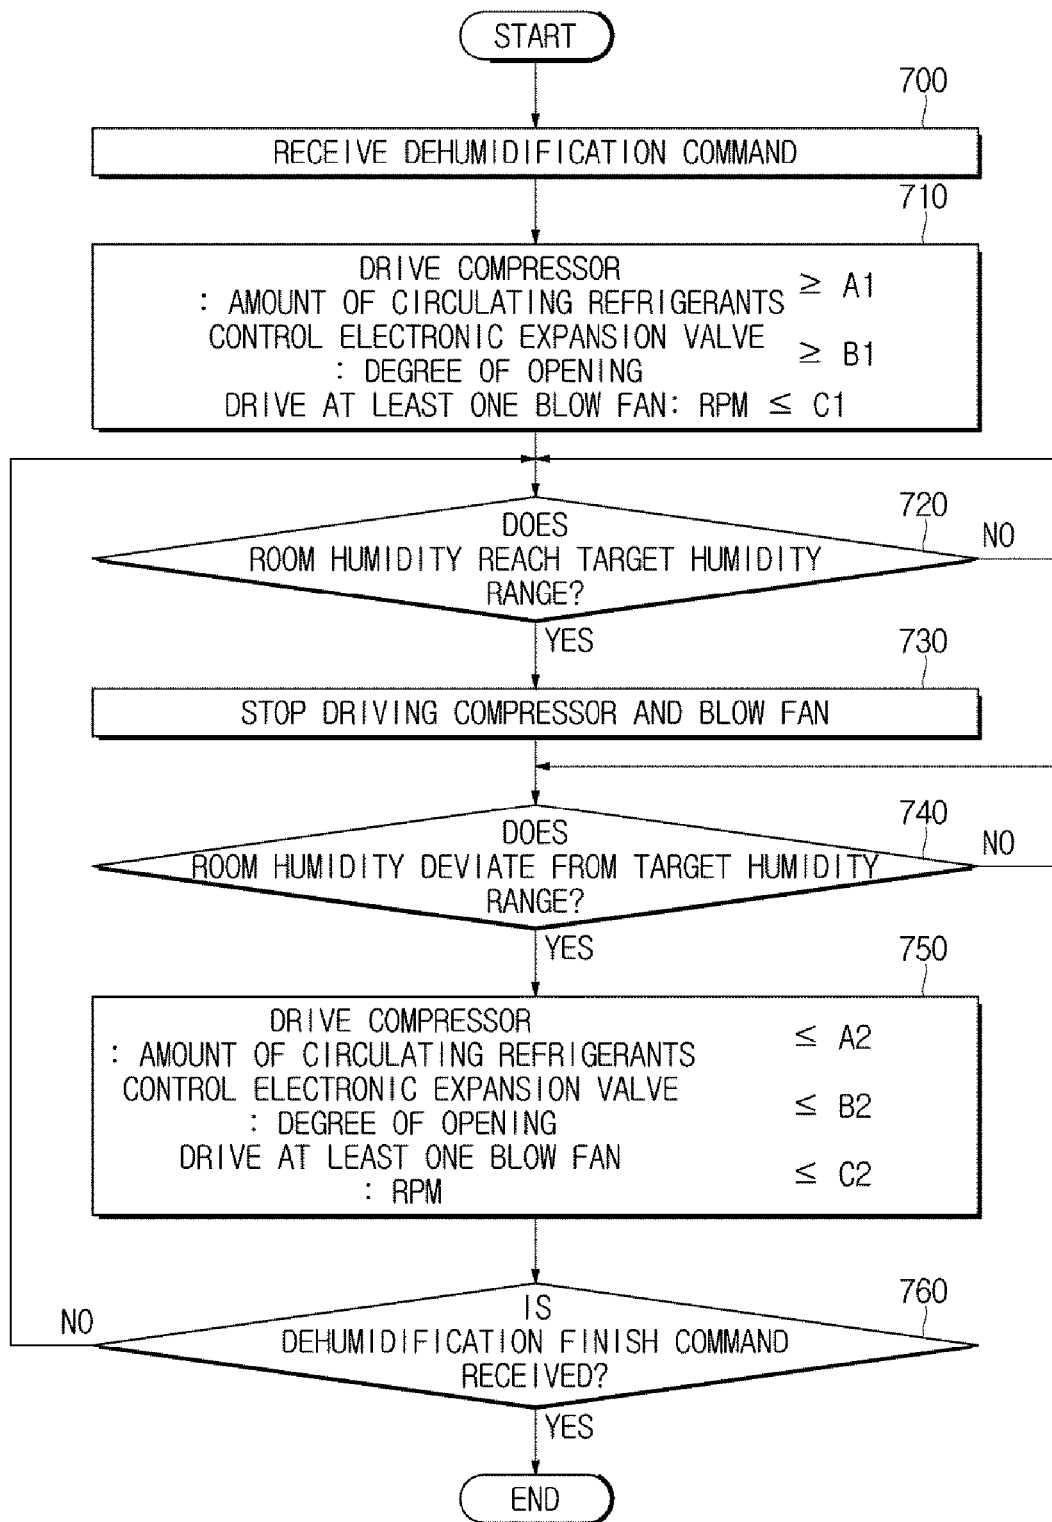 START
700
RECEIVE DEHUMIDIFICATION COMMAND
710
DRIVE COMPRESSOR
: AMOUNT OF CIRCULATING REFRIGERANTS ≥ A1
CONTROL ELECTRONIC EXPANSION VALVE
: DEGREE OF OPENING ≥ B1
DRIVE AT LEAST ONE BLOW FAN: RPM ≤ C1
720
DOES
ROOM HUMIDITY REACH TARGET HUMIDITY
RANGE?
NO
YES
730
STOP DRIVING COMPRESSOR AND BLOW FAN
740
DOES
ROOM HUMIDITY DEVIATE FROM TARGET HUMIDITY
RANGE?
NO
YES
750
DRIVE COMPRESSOR
: AMOUNT OF CIRCULATING REFRIGERANTS ≤ A2
CONTROL ELECTRONIC EXPANSION VALVE
: DEGREE OF OPENING ≤ B2
DRIVE AT LEAST ONE BLOW FAN
: RPM ≤ C2
760
NO
IS
DEHUMIDIFICATION FINISH COMMAND
RECEIVED?
YES
END